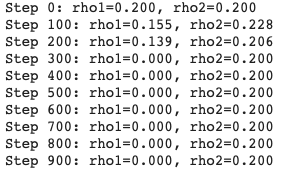 Step 0: rho1=0.200, rho2=0.200
Step 100: rho1=0.155, rho2=0.228
Step 200: rho1=0.139, rho2=0.206
Step 300: rho1=0.000, rho2=0.200
Step 400: rho1=0.000, rho2=0.200
Step 500: rho1=0.000, rho2=0.200
Step 600: rho1=0.000, rho2=0.200
Step 700: rho1=0.000, rho2=0.200
Step 800: rho1=0.000, rho2=0.200
Step 900: rho1=0.000, rho2=0.200